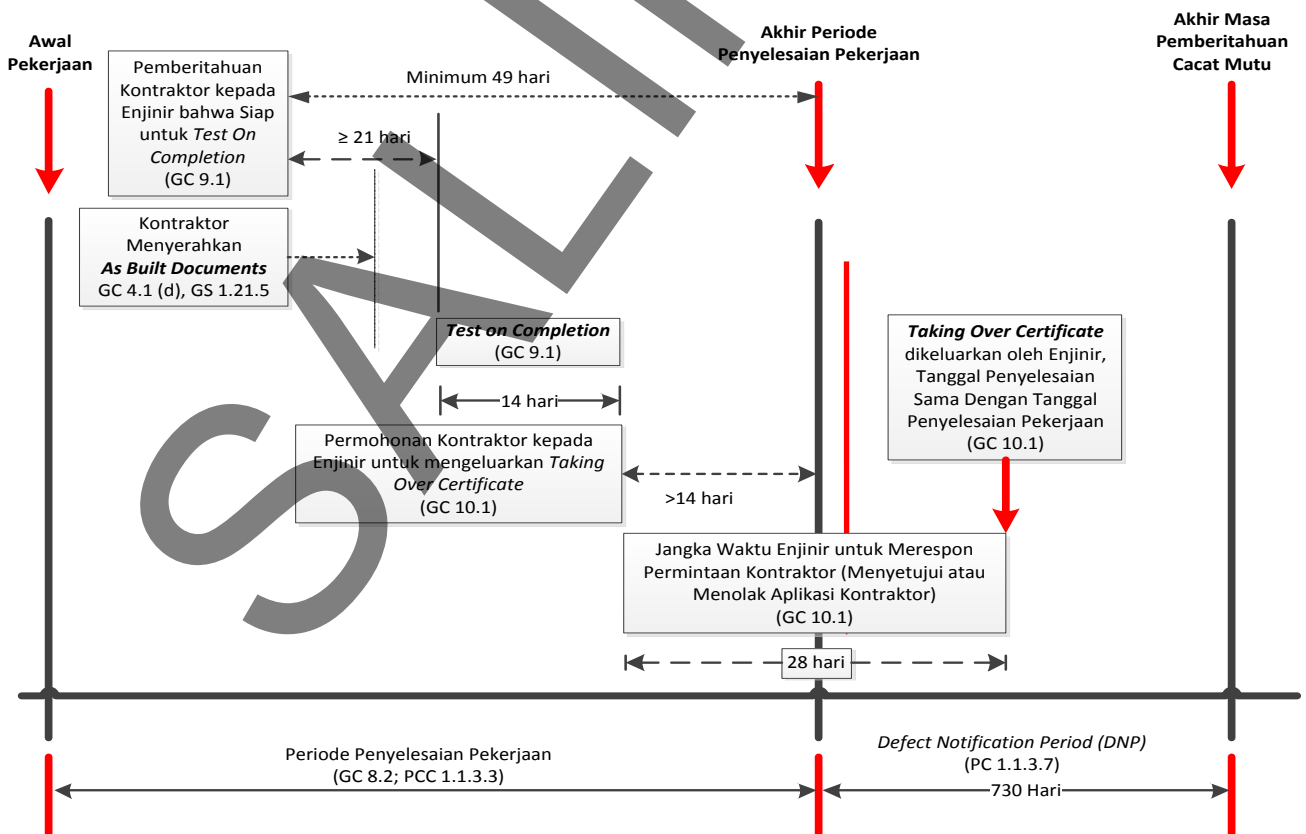 Awal
Pekerjaan
Pemberitahuan
Kontraktor kepada
Enjinir bahwa Siap
untuk Test On
Completion
(GC 9.1)
Minimum 49 hari
Akhir Periode
Penyelesaian Pekerjaan
Akhir Masa
Pemberitahuan
Cacat Mutu
≥ 21 hari
Kontraktor
Menyerahkan
As Built Documents
GC 4.1 (d), GS 1.21.5
Test on Completion
(GC 9.1)
14 hari
Taking Over Certificate
dikeluarkan oleh Enjinir,
Tanggal Penyelesaian
Sama Dengan Tanggal
Penyelesaian Pekerjaan
(GC 10.1)
Permohonan Kontraktor kepada
Enjinir untuk mengeluarkan Taking
Over Certificate
(GC 10.1)
>14 hari
Jangka Waktu Enjinir untuk Merespon
Permintaan Kontraktor (Menyetujui atau
Menolak Aplikasi Kontraktor)
(GC 10.1)
28 hari
Periode Penyelesaian Pekerjaan
(GC 8.2; PCC 1.1.3.3)
Defect Notification Period (DNP)
(PC 1.1.3.7)
730 Hari